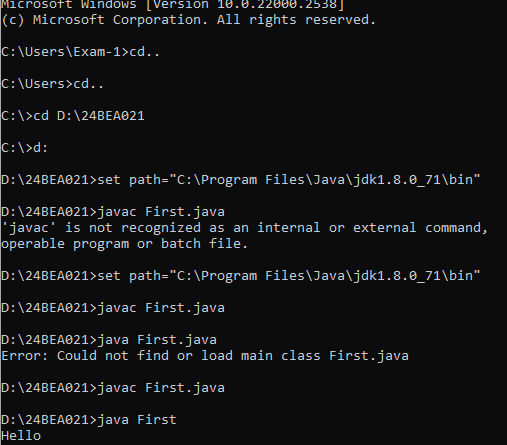 Microsoft Windows [Version 10.0.22000.2538]
(c) Microsoft Corporation. All rights reserved.
C:\Users\Exam-1>cd..
C:\Users>cd..
C:\>cd D:\24BEA021
C:\>d:
D:\24BEA021>set path="C:\Program Files\Java\jdk1.8.0_71\bin"
D:\24BEA021>javac First.java
'javac' is not recognized as an internal or external command,
operable program or batch file.
D:\24BEA021>set path="C:\Program Files\Java\jdk1.8.0_71\bin"
D:\24BEA021>javac First.java
D:\24BEA021>java First.java
Error: Could not find or load main class First.java
D:\24BEA021>javac First.java
D:\24BEA021>java First
Hello